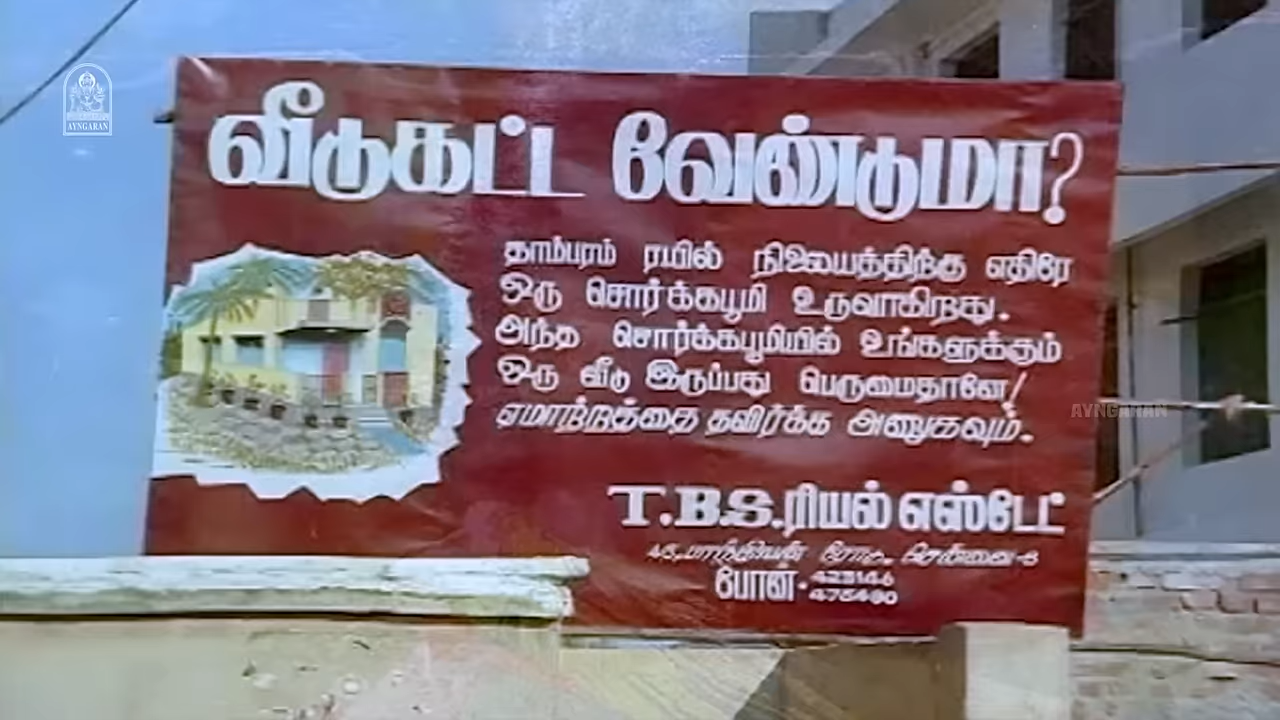 AYNGARAN
வீடுகட்ட வேண்டுமா?
தாம்பரம் ரயில் நிலையத்திற்கு எதிரே
ஒரு சொர்க்கபூமி உருவாகிறது.
அந்த சொர்க்கபூமியில் உங்களுக்கும்
ஒரு வீடு இருப்பது பெருமைதானே!
ஏமாற்றத்தை தவிர்க்க அணுகவும்.
AYNGARAN
T.B.S.ரியல் எஸ்டேட்
சென்னை-8
போன்-